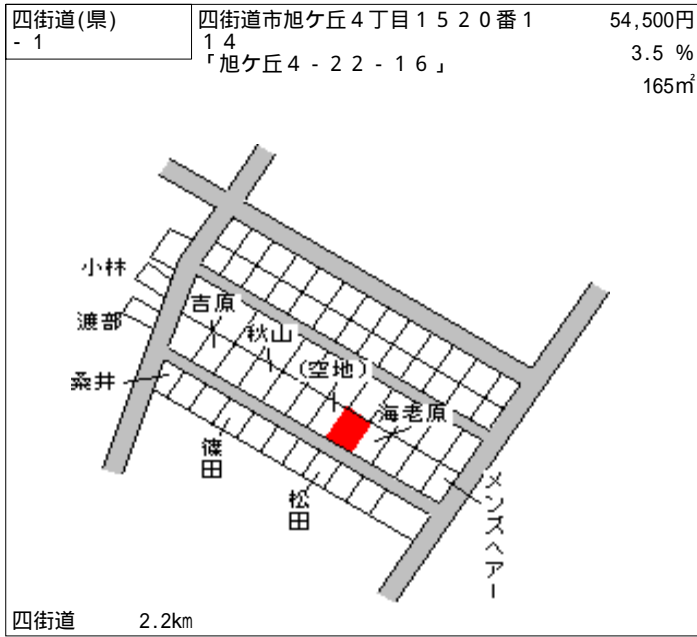 四街道(県)
- 1
四街道市旭ケ丘４丁目１５２０番１
１４
「旭ケ丘４－２２－１６」
54,500円
3.5 %
165㎡
小林
渡部
桑井
吉原
秋山
(空地)
海老原
篠田
松田
メンズヘアー
四街道 2.2km